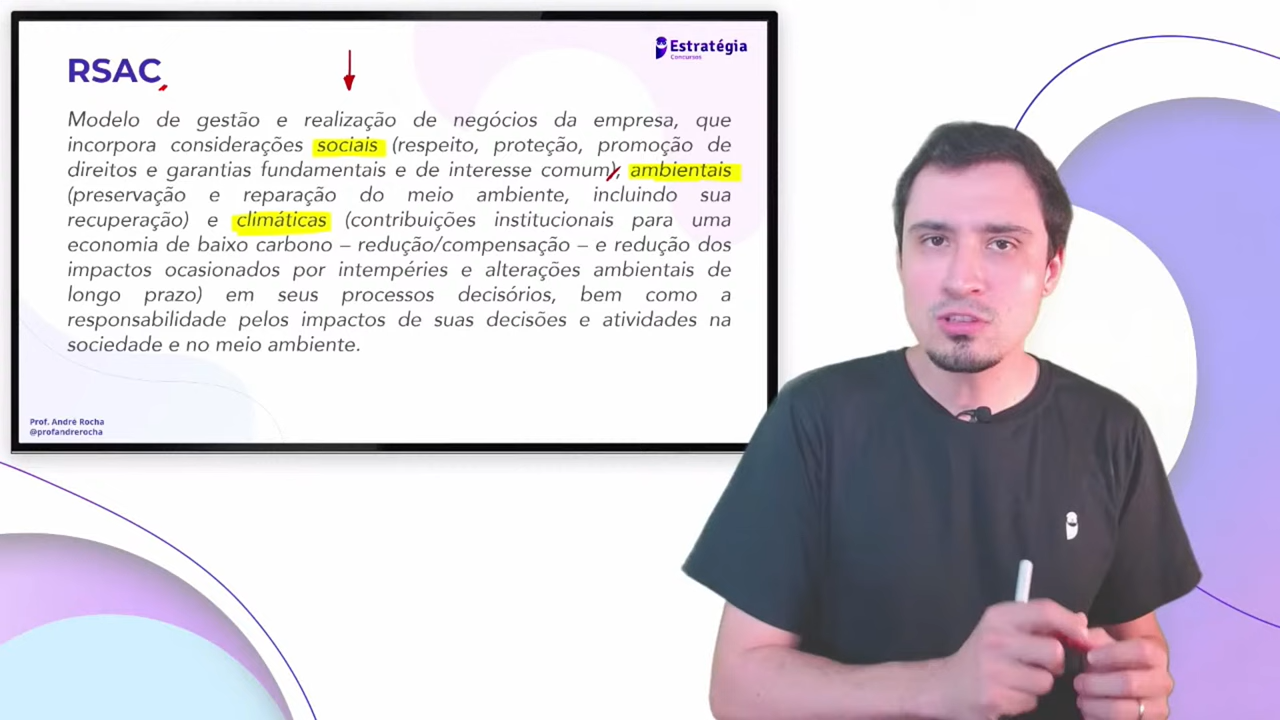 RSAC
Estratégia
Concursos
Modelo de gestão e realização de negócios da empresa, que
incorpora considerações sociais (respeito, proteção, promoção de
direitos e garantias fundamentais e de interesse comum), ambientais
(preservação e reparação do meio ambiente, incluindo sua
recuperação) e climáticas (contribuições institucionais para uma
economia de baixo carbono – redução/compensação – e redução dos
impactos ocasionados por intempéries e alterações ambientais de
longo prazo) em seus processos decisórios, bem como a
responsabilidade pelos impactos de suas decisões e atividades na
sociedade e no meio ambiente.
Prof. André Rocha
@profandrerocha